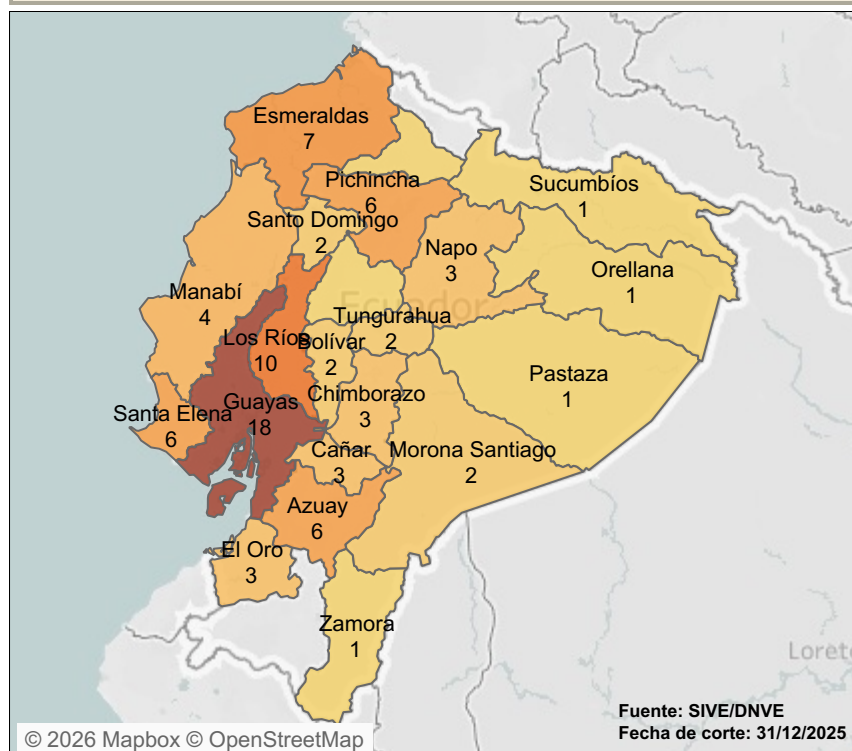 Esmeraldas
7
Pichincha
6
Sucumbíos
1
Santo Domingo
2
Napo
3
Orellana
1
Manabí
4
Ecuador
Tungurahua
2
Los Ríos
10
Bolívar
2
Pastaza
1
Chimborazo
3
Guayas
18
Santa Elena
6
Cañar
3
Morona Santiago
2
Azuay
6
El Oro
3
Zamora
1
Loreto
Fuente: SIVE/DNVE
Fecha de corte: 31/12/2025
© 2026 Mapbox © OpenStreetMap